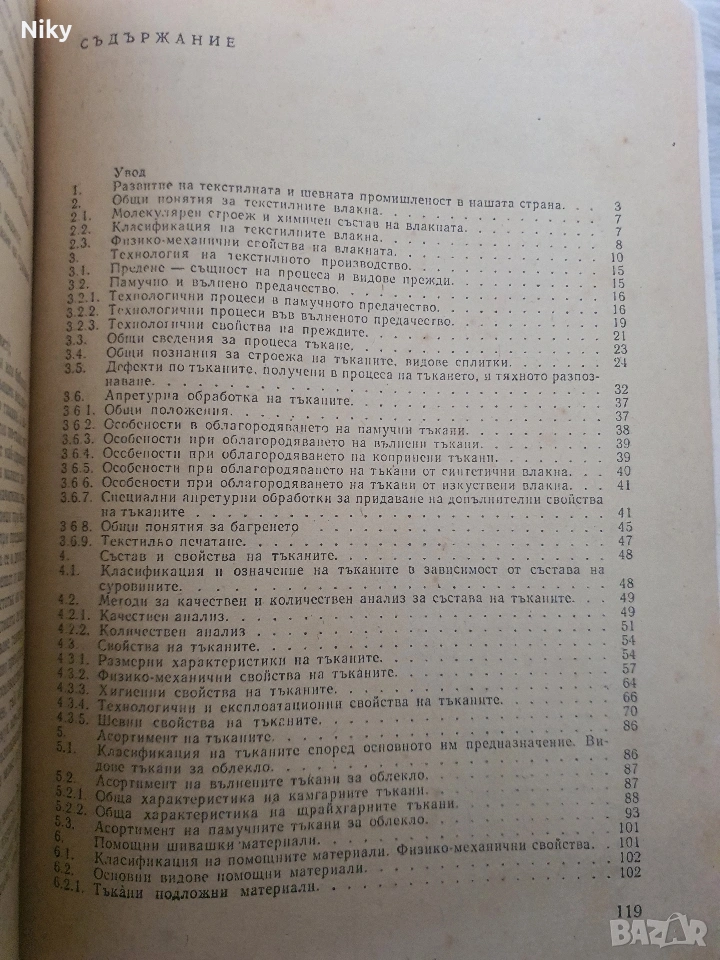 Niky
СЪДЪРЖАНИЕ
Увод
1. Развитие на текстилната и шевната промишленост в нашата страна. 3
2. Общи понятия за текстилните влакна. 7
2.1. Молекулярен строеж и химичен състав на влакната. 7
2.2. Класификация на текстилните влакна. 8
2.3. Физико-механични свойства на влакната. 10
3. Технология на текстилното производство. 15
3.1. Предене — същност на процеса и видове прежди. 15
3.2. Памучно и вълнено предачество. 16
3.2.1. Технологични процеси в памучното предачество. 16
3.2.2. Технологични процеси във вълненото предачество. 19
3.2.3. Технологични свойства на преждите. 21
3.3. Общи сведения за процеса тъкане. 23
3.4. Общи познания за строежа на тъканите, видове сплитки. 24
3.5. Дефекти по тъканите, получени в процеса на тъкането, и тяхното разпоз-
наване. 32
3.6. Апретурна обработка на тъканите. 37
3.6 1. Общи положения. 37
3.6.2. Особености в облагородяването на памучни тъкани. 38
3.6.3. Особености при облагородяването на вълнени тъкани. 39
3.6.4. Особености при облагородяването на копринени тъкани. 39
3.6.5. Особености при облагородяването на тъкани от синтетични влакна. 40
3.6.6. Особености при облагородяването на тъкани от изкуствени влакна. 41
3.6.7. Специални апретурни обработки за придаване на допълнителни свойства
на тъканите 41
3.6 8. Общи понятия за багренето 45
3.6.9. Текстилно печатане. 47
4. Състав и свойства на тъканите. 48
4.1. Класификация и означение на тъканите в зависимост от състава на
суровините. 48
4.2. Методи за качествен и количествен анализ за състава на тъканите. 49
4.2.1. Качествен анализ. 49
4.2.2. Количествен анализ 51
4.3 Свойства на тъканите. 54
4.3 1. Размерни характеристики на тъканите. 54
4.3.2. Физико-механични свойства на тъканите. 57
4.3.3. Хигиенни свойства на тъканите. 64
4.3.4. Технологични и експлоатационни свойства на тъканите. 66
4.3.5. Шевни свойства на тъканите. 70
5. Асортимент на тъканите. 86
5.1. Класификация на тъканите според основното им предназначение. Ви-
дове тъкани за облекло. 86
5.2. Асортимент на вълнените тъкани за облекло. 87
5.2.1 Обща характеристика на камгарните тъкани. 87
5.2.2. Обща характеристика на щрайхгарните тъкани. 88
5.3. Асортимент на памучните тъкани за облекло. 93
6. Помощни шивашки материали. 101
6.1. Класификация на помощните материали. Физико-механични свойства. 101
6.2. Основни видове помощни материали. 102
6.2.1. Тъкани подложни материали. 102
119
BAZAR